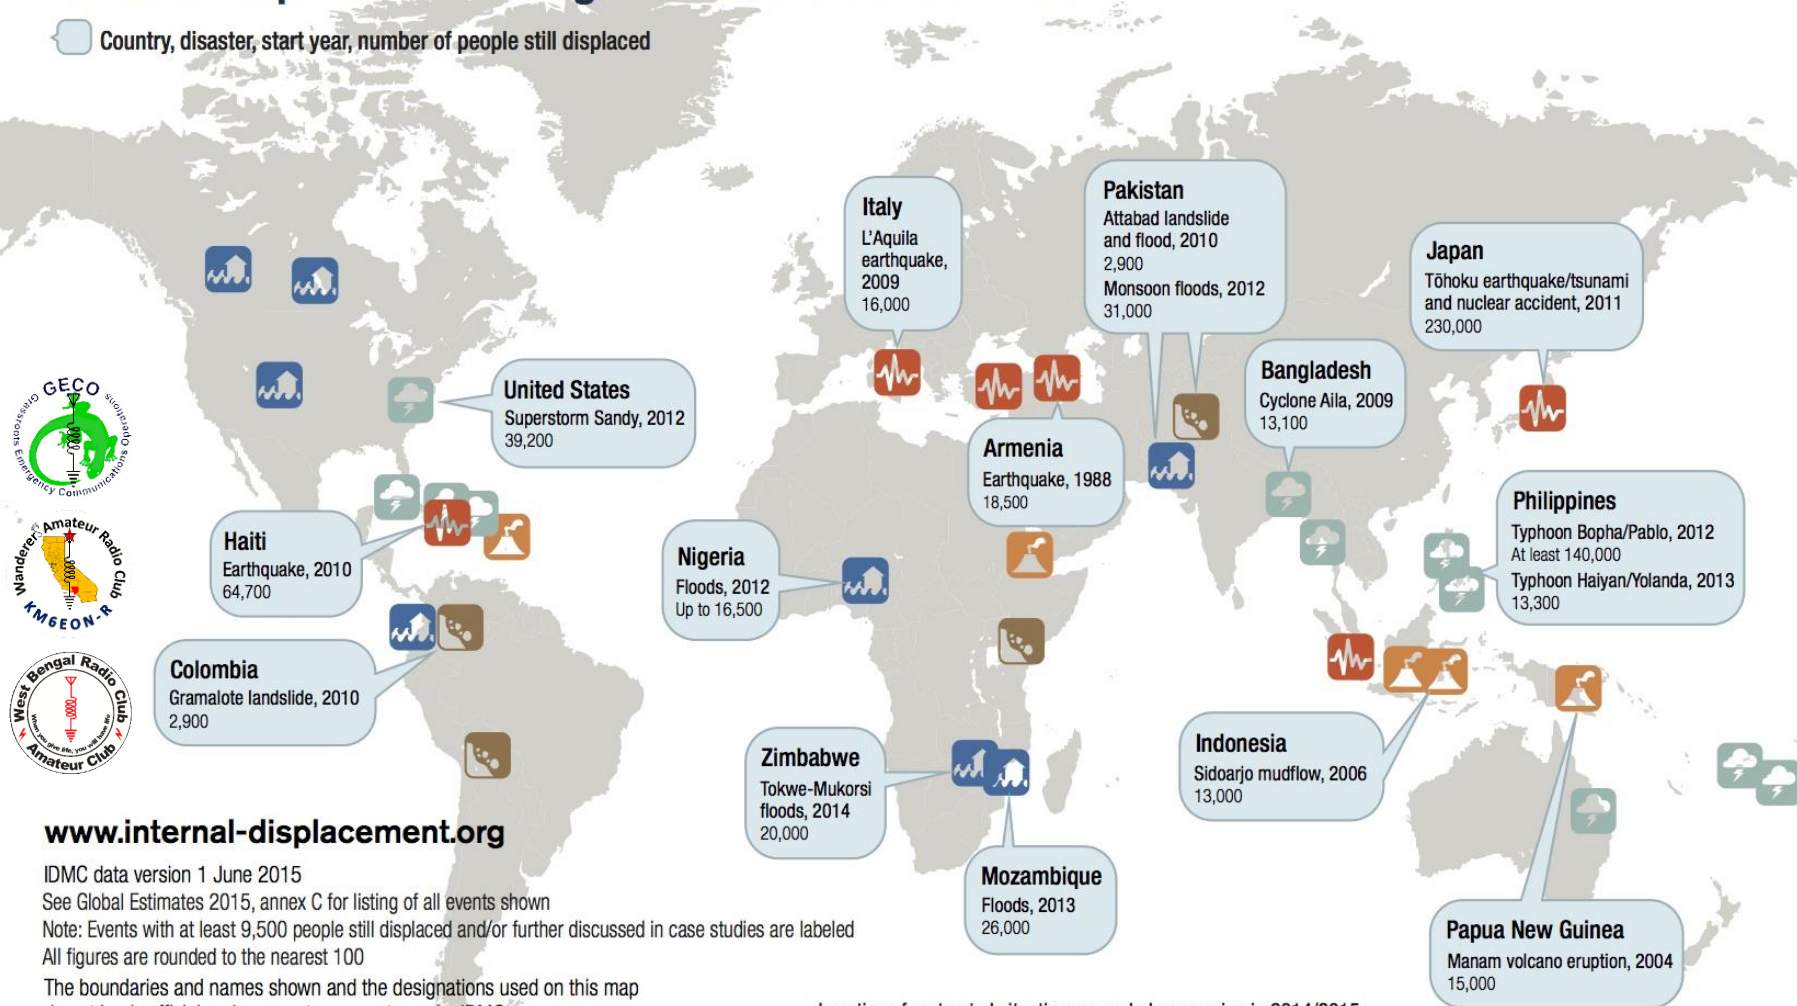 Country, disaster, start year, number of people still displaced
Italy
L'Aquila
earthquake,
2009
16,000
Pakistan
Attabad landslide
and flood, 2010
2,900
Monsoon floods, 2012
31,000
Japan
Tōhoku earthquake/tsunami
and nuclear accident, 2011
230,000
United States
Superstorm Sandy, 2012
39,200
Bangladesh
Cyclone Aila, 2009
13,100
Armenia
Earthquake, 1988
18,500
Philippines
Typhoon Bopha/Pablo, 2012
At least 140,000
Typhoon Haiyan/Yolanda, 2013
13,300
Haiti
Earthquake, 2010
64,700
Nigeria
Floods, 2012
Up to 16,500
Colombia
Gramalote landslide, 2010
2,900
Zimbabwe
Tokwe-Mukorsi
floods, 2014
20,000
Indonesia
Sidoarjo mudflow, 2006
13,000
Mozambique
Floods, 2013
26,000
Papua New Guinea
Manam volcano eruption, 2004
15,000
GECO
Grassroots Emergency Communications Operations
Wanderers Amateur Radio Club
KM6EON-R
West Bengal Radio Club
When you give life, you will have life
Amateur Club
www.internal-displacement.org
IDMC data version 1 June 2015
See Global Estimates 2015, annex C for listing of all events shown
Note: Events with at least 9,500 people still displaced and/or further discussed in case studies are labeled
All figures are rounded to the nearest 100
The boundaries and names shown and the designations used on this map